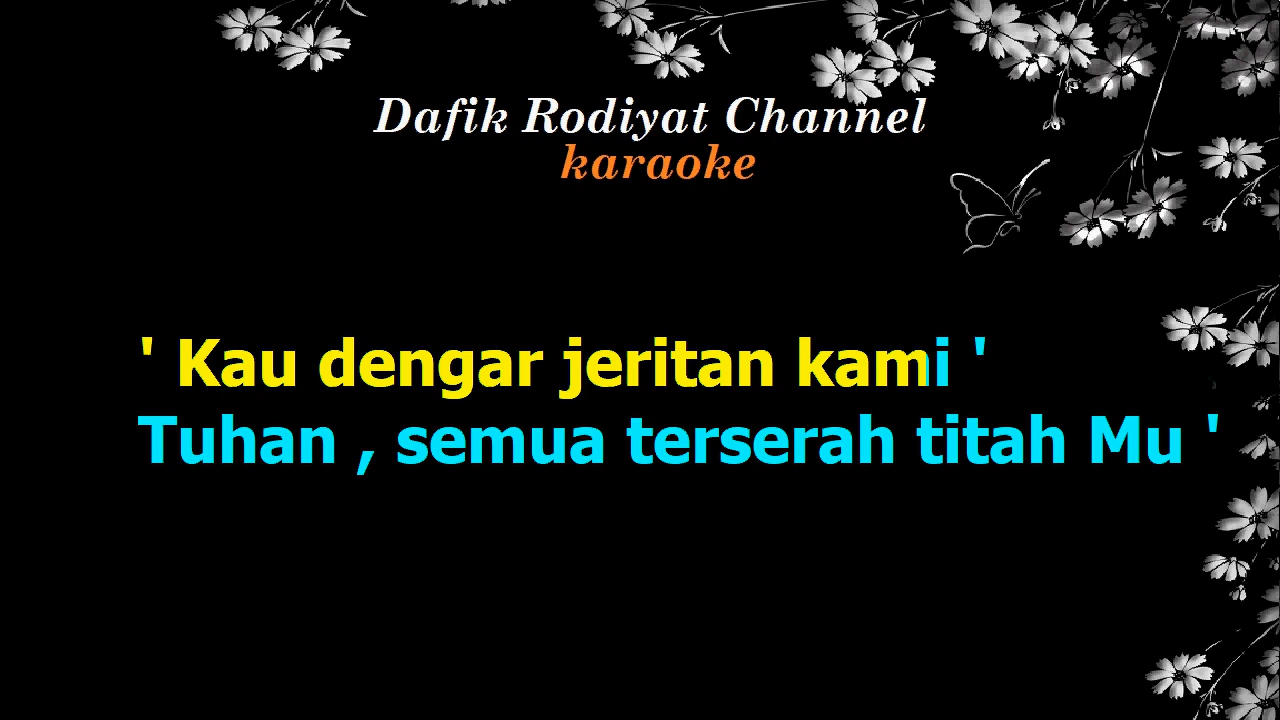 Dafik Rodiyat Channel
karaoke
' Kau dengar jeritan kami '
Tuhan , semua terserah titah Mu '